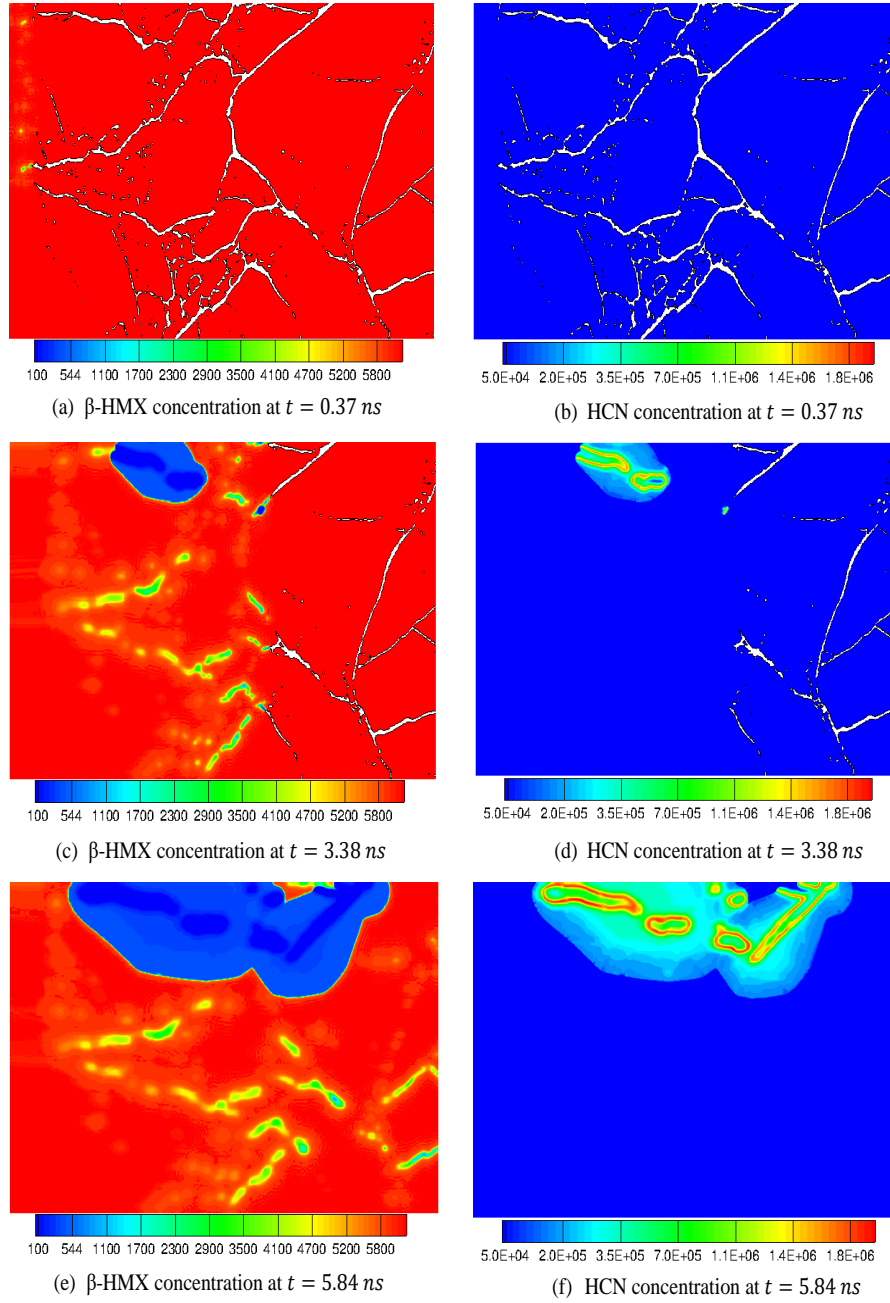 100 544 1100 1700 2300 2900 3500 4100 4700 5200 5800
5.0E+04 2.0E+05 3.5E+05 7.0E+05 1.1E+06 1.4E+06 1.8E+06
(a) β-HMX concentration at t = 0.37 ns
(b) HCN concentration at t = 0.37 ns
100 544 1100 1700 2300 2900 3500 4100 4700 5200 5800
5.0E+04 2.0E+05 3.5E+05 7.0E+05 1.1E+06 1.4E+06 1.8E+06
(c) β-HMX concentration at t = 3.38 ns
(d) HCN concentration at t = 3.38 ns
100 544 1100 1700 2300 2900 3500 4100 4700 5200 5800
5.0E+04 2.0E+05 3.5E+05 7.0E+05 1.1E+06 1.4E+06 1.8E+06
(e) β-HMX concentration at t = 5.84 ns
(f) HCN concentration at t = 5.84 ns